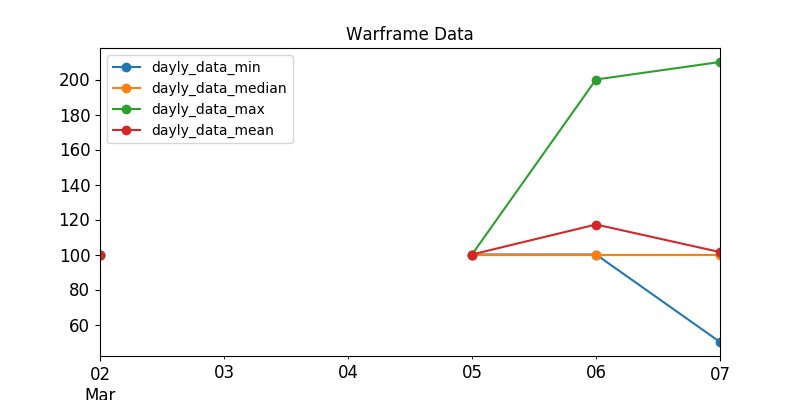 Warframe Data
dayly_data_min
dayly_data_median
dayly_data_max
dayly_data_mean
200
180
160
140
120
100
80
60
02 03 04 05 06 07
Mar